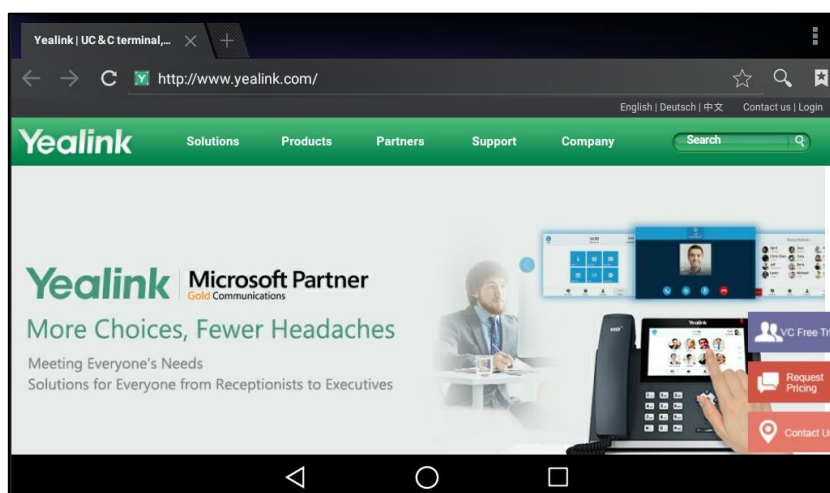 Yealink | UC & C terminal,...
http://www.yealink.com/
English | Deutsch | 中文 Contact us | Login
Yealink Solutions Products Partners Support Company Search
Yealink Microsoft Partner
Gold Communications
More Choices, Fewer Headaches
Meeting Everyone's Needs
Solutions for Everyone from Receptionists to Executives
Yealink
VC Free Tr
Request
Pricing
Contact U